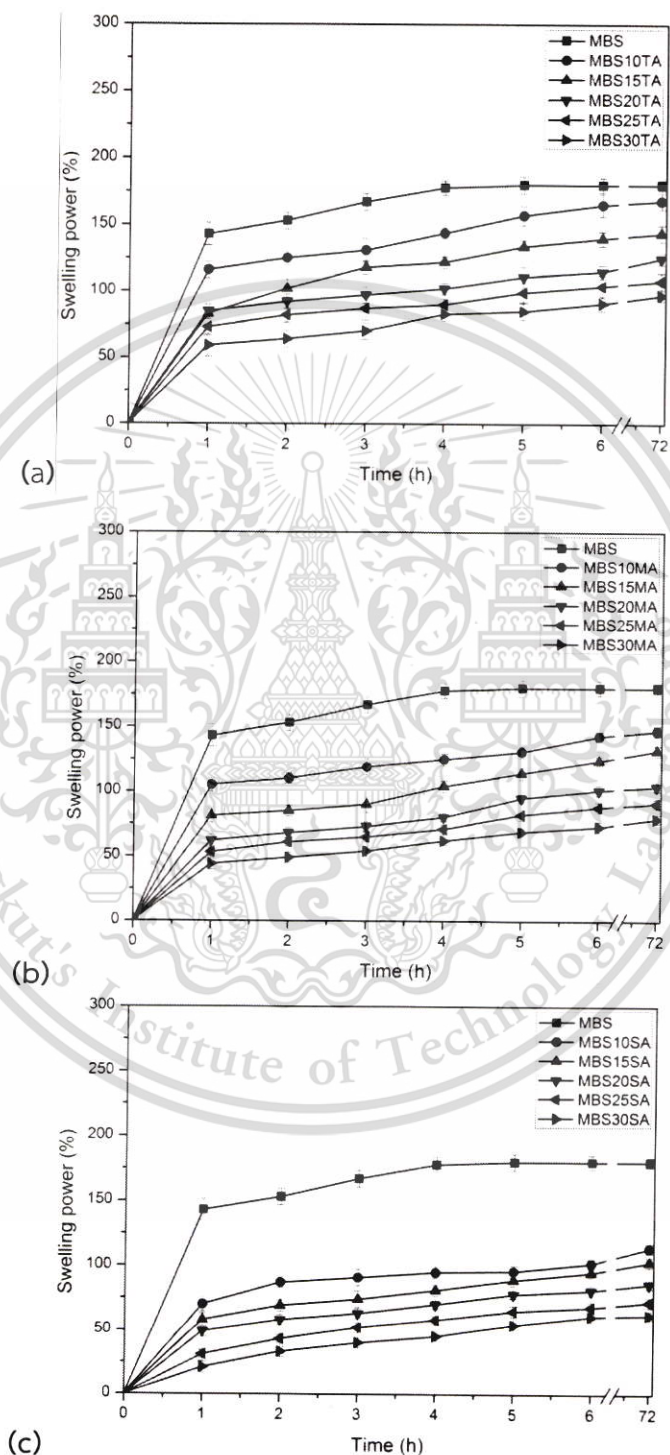 300
250
200
150
100
50
0
Swelling power (%)
MBS
MBS10TA
MBS15TA
MBS20TA
MBS25TA
MBS30TA
0 1 2 3 4 5 6 72
Time (h)
(a)
300
250
200
150
100
50
0
Swelling power (%)
MBS
MBS10MA
MBS15MA
MBS20MA
MBS25MA
MBS30MA
0 1 2 3 4 5 6 72
Time (h)
(b)
300
250
200
150
100
50
0
Swelling power (%)
MBS
MBS10SA
MBS15SA
MBS20SA
MBS25SA
MBS30SA
0 1 2 3 4 5 6 72
Time (h)
(c)
Institute of Technology